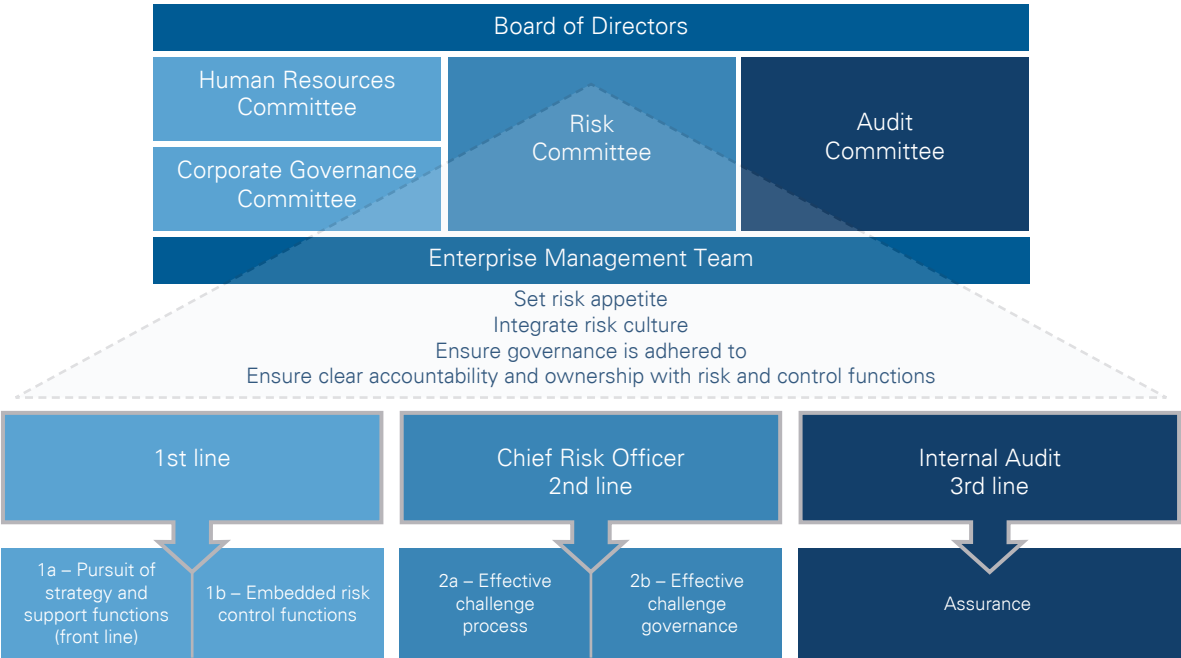 Board of Directors
Human Resources
Committee
Corporate Governance
Committee
Risk
Committee
Audit
Committee
Enterprise Management Team
Set risk appetite
Integrate risk culture
Ensure governance is adhered to
Ensure clear accountability and ownership with risk and control functions
1st line
1a – Pursuit of
strategy and
support functions
(front line)
1b – Embedded risk
control functions
Chief Risk Officer
2nd line
2a – Effective
challenge
process
2b – Effective
challenge
governance
Internal Audit
3rd line
Assurance